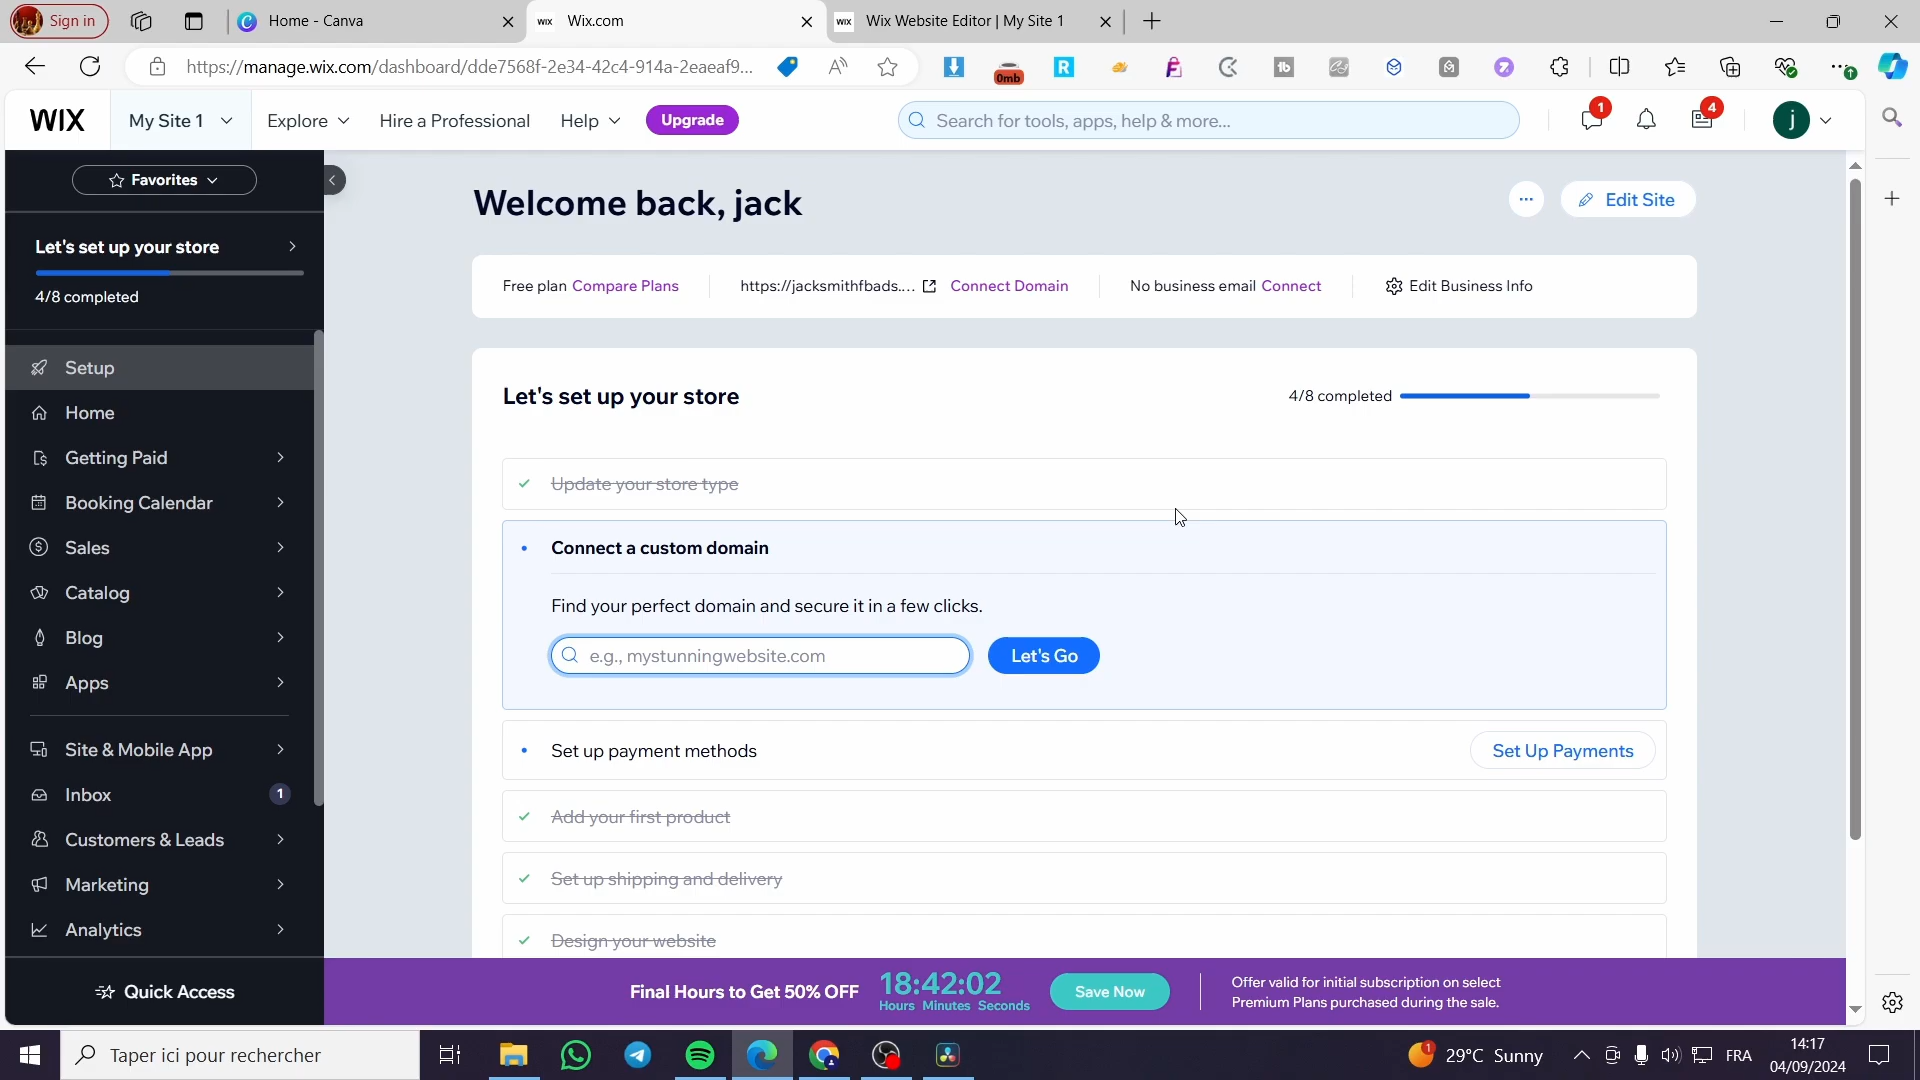 Sign in
Home - Canva
WIX Wix.com
WIX Wix Website Editor | My Site 1
https://manage.wix.com/dashboard/dde7568f-2e34-42c4-914a-2eaeaf9...
0mb
WIX
My Site 1
Explore
Hire a Professional
Help
Upgrade
Search for tools, apps, help & more...
1
4
j
Favorites
Let's set up your store
4/8 completed
Setup
Home
Getting Paid
Booking Calendar
Sales
Catalog
Blog
Apps
Site & Mobile App
Inbox 1
Customers & Leads
Marketing
Analytics
Quick Access
Welcome back, jack
Edit Site
Free plan Compare Plans
https://jacksmithfbads.... Connect Domain
No business email Connect
Edit Business Info
Let's set up your store
4/8 completed
Update your store type
Connect a custom domain
Find your perfect domain and secure it in a few clicks.
e.g., mystunningwebsite.com
Let's Go
Set up payment methods
Set Up Payments
Add your first product
Set up shipping and delivery
Design your website
Final Hours to Get 50% OFF
18:42:02
Hours Minutes Seconds
Save Now
Offer valid for initial subscription on select
Premium Plans purchased during the sale.
Taper ici pour rechercher
1
29°C Sunny
FRA
14:17
04/09/2024